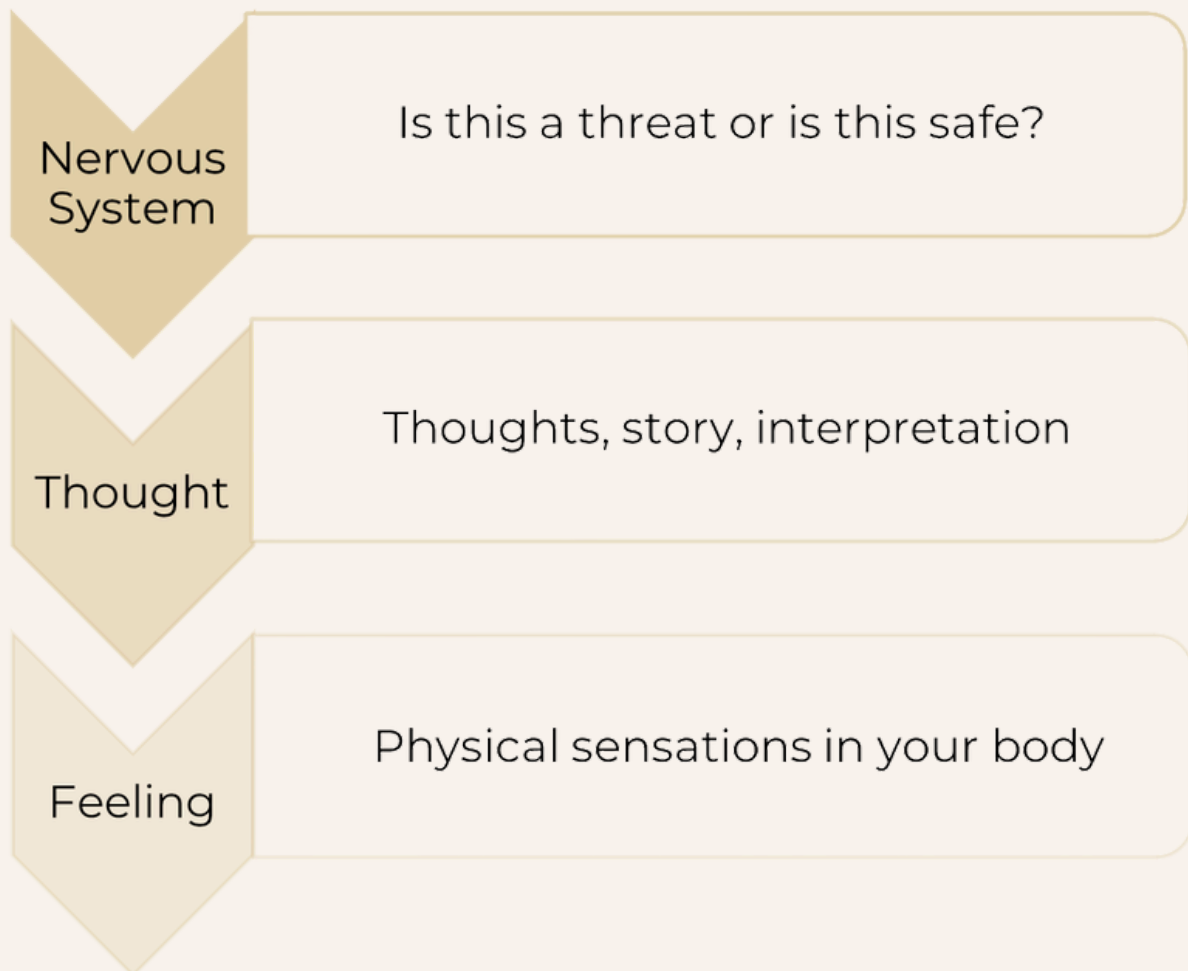 Nervous
System
Is this a threat or is this safe?
Thought
Thoughts, story, interpretation
Feeling
Physical sensations in your body